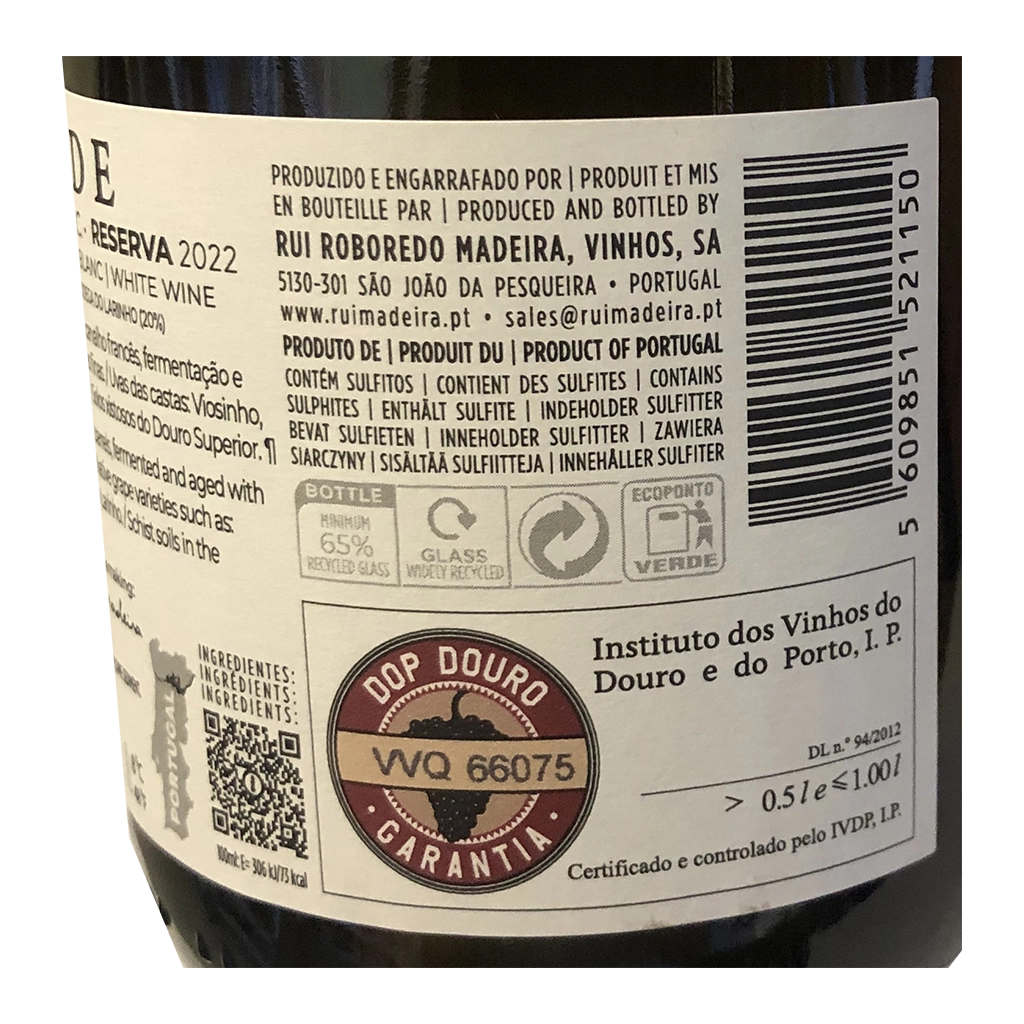 DE
RESERVA 2022
BLANC | WHITE WINE
DO LARINHO (20%)
francês, fermentação e
/ Uvas das castas: Viosinho,
xistosos do Douro Superior. ¶
fermented and aged with
grape varieties such as:
/ Schist soils in the
PORTUGAL
INGREDIENTES:
INGRÉDIENTS:
INGREDIENTS:
100ml: E= 306 kJ/73 kcal
PRODUZIDO E ENGARRAFADO POR | PRODUIT ET MIS
EN BOUTEILLE PAR | PRODUCED AND BOTTLED BY
RUI ROBOREDO MADEIRA, VINHOS, SA
5130-301 SÃO JOÃO DA PESQUEIRA • PORTUGAL
www.ruimadeira.pt • sales@ruimadeira.pt
PRODUTO DE | PRODUIT DU | PRODUCT OF PORTUGAL
CONTÉM SULFITOS | CONTIENT DES SULFITES | CONTAINS
SULPHITES | ENTHÄLT SULFITE | INDEHOLDER SULFITTER
BEVAT SULFIETEN | INNEHOLDER SULFITTER | ZAWIERA
SIARCZYNY | SISÄLTÄÄ SULFIITTEJA | INNEHÅLLER SULFITER
BOTTLE
MINIMUM
65%
RECYCLED GLASS
GLASS
WIDELY RECYCLED
ECOPONTO
VERDE
5 609851 521150
DOP DOURO
VVQ 66075
• GARANTIA •
Instituto dos Vinhos do
Douro e do Porto, I. P.
DL n.º 94/2012
> 0.5 l e ≤ 1.00 l
Certificado e controlado pelo IVDP, I.P.